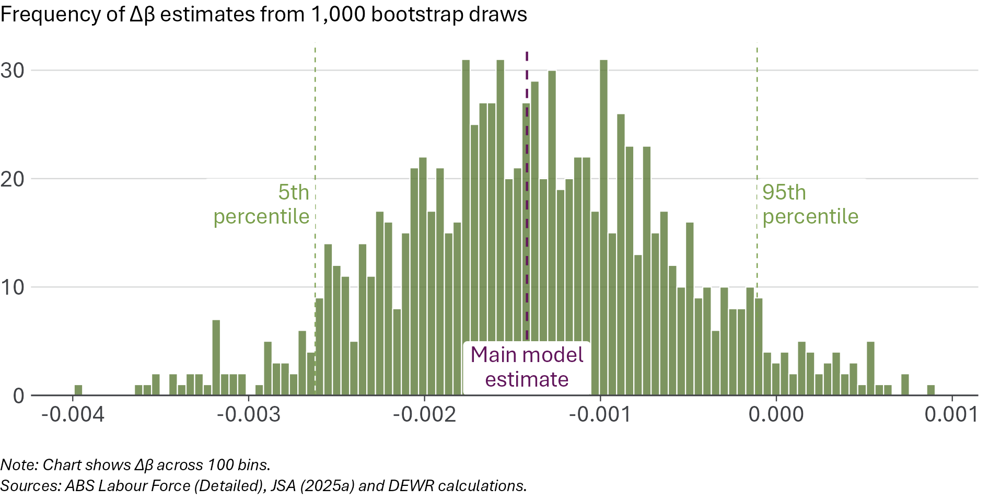 Frequency of Δβ estimates from 1,000 bootstrap draws
30
20
10
0
5th
percentile
95th
percentile
Main model
estimate
-0.004
-0.003
-0.002
-0.001
0.000
0.001
Note: Chart shows Δβ across 100 bins.
Sources: ABS Labour Force (Detailed), JSA (2025a) and DEWR calculations.